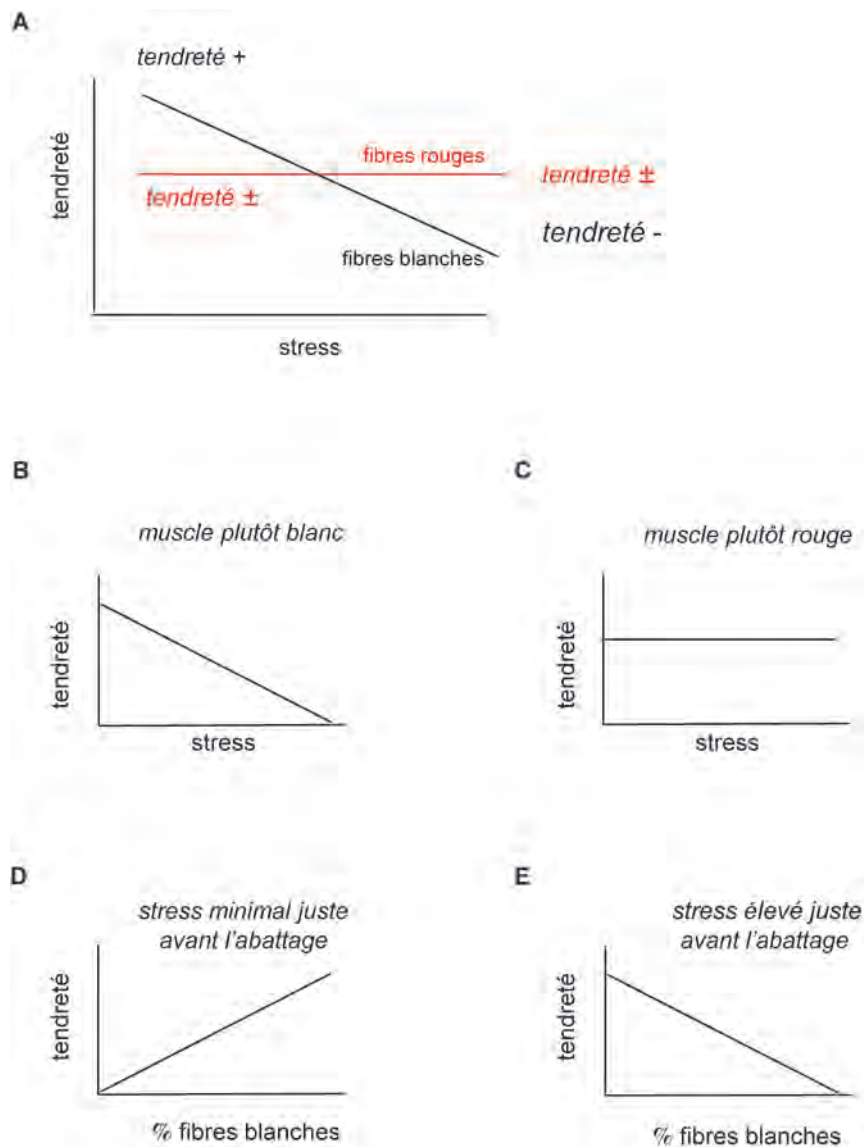 A
tendreté +
tendreté
fibres rouges
tendreté ±
tendreté ±
tendreté -
fibres blanches
stress
B
muscle plutôt blanc
tendreté
stress
C
muscle plutôt rouge
tendreté
stress
D
stress minimal juste
avant l'abattage
tendreté
% fibres blanches
E
stress élevé juste
avant l'abattage
tendreté
% fibres blanches